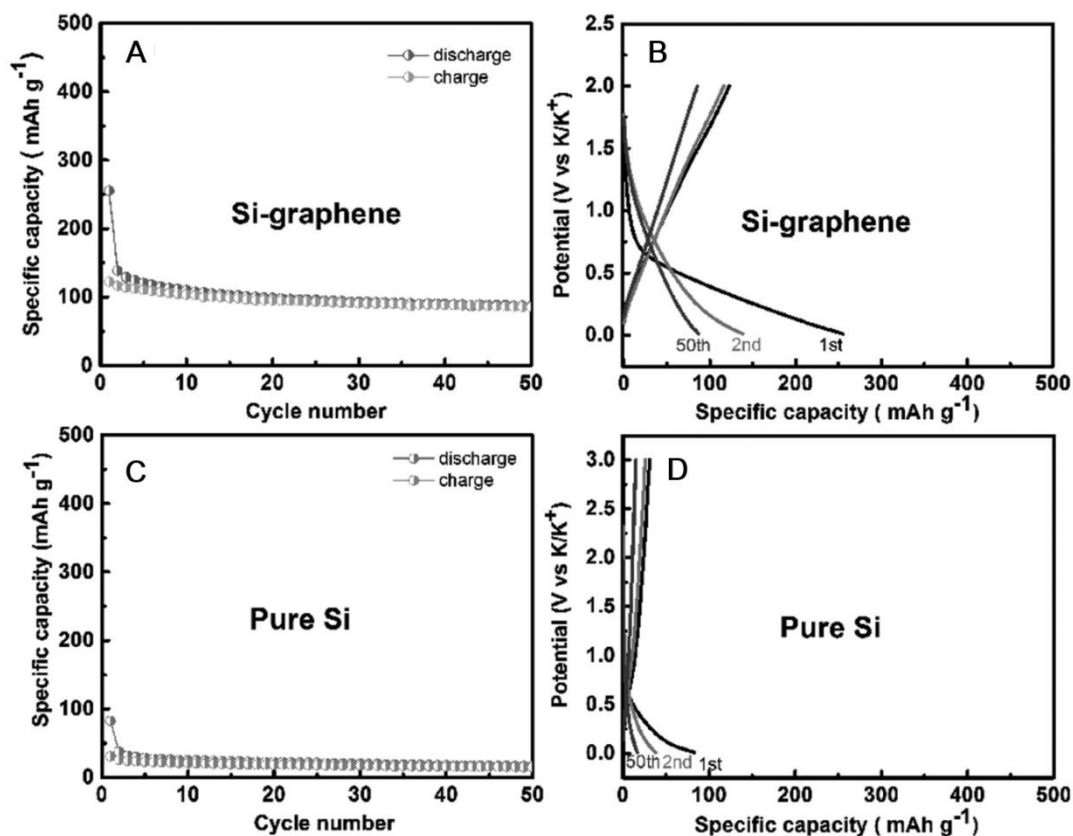 A
500
400
300
200
100
0
Specific capacity ( mAh g⁻¹)
discharge
charge
Si-graphene
0 10 20 30 40 50
Cycle number
B
2.5
2.0
1.5
1.0
0.5
0.0
Potential (V vs K/K⁺)
Si-graphene
50th 2nd 1st
0 100 200 300 400 500
Specific capacity ( mAh g⁻¹)
C
500
400
300
200
100
0
Specific capacity (mAh g⁻¹)
discharge
charge
Pure Si
0 10 20 30 40 50
Cycle number
D
3.0
2.5
2.0
1.5
1.0
0.5
0.0
Potential (V vs K/K⁺)
Pure Si
50th 2nd 1st
0 100 200 300 400 500
Specific capacity ( mAh g⁻¹)